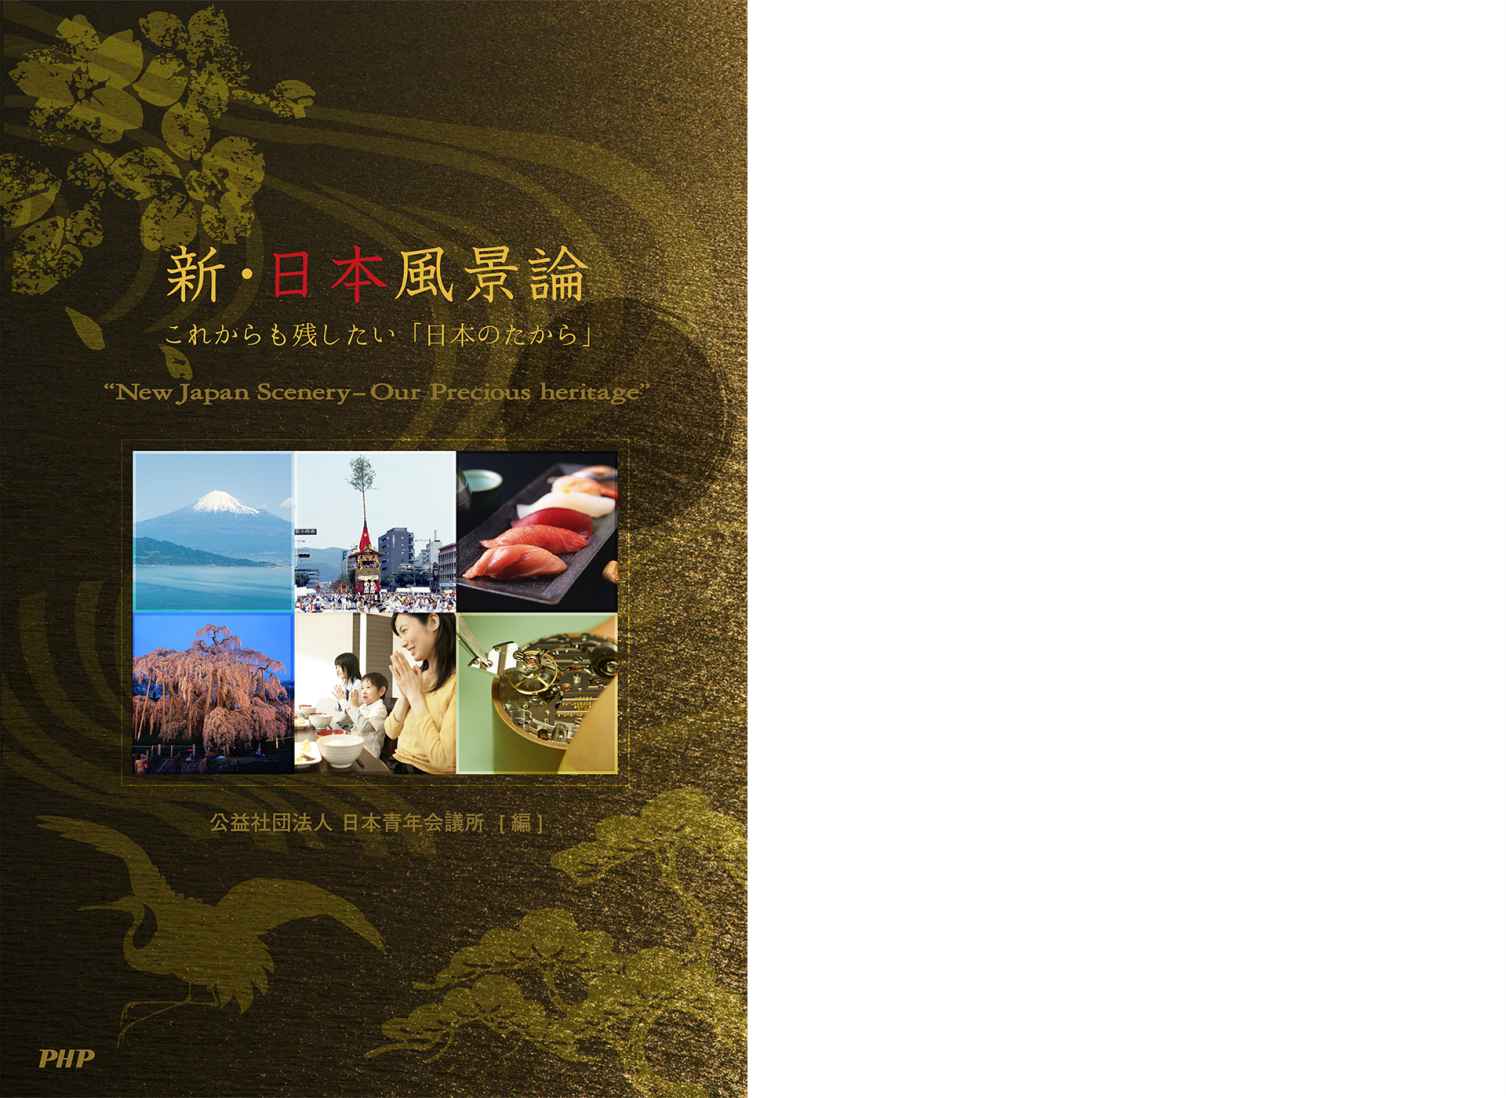 新・日本風景論
これからも残したい「日本のたから」
“New Japan Scenery–Our Precious heritage”
公益社団法人 日本青年会議所 [編]
PHP